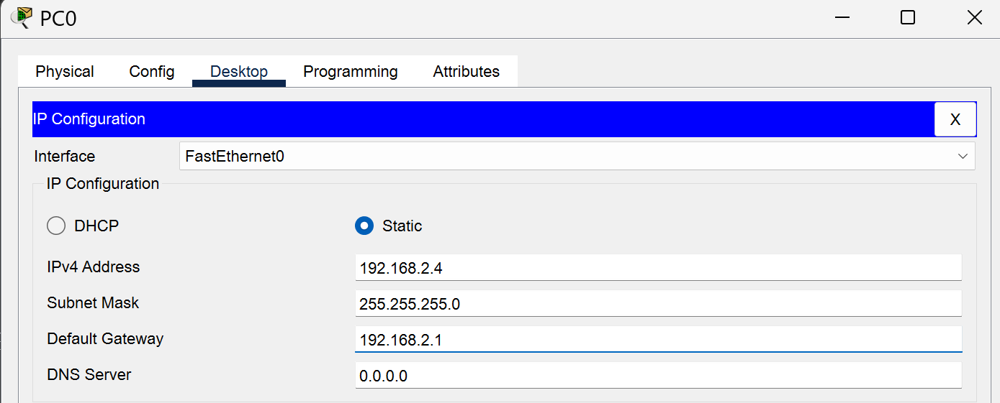 PC0
Physical Config Desktop Programming Attributes
IP Configuration X
Interface FastEthernet0
IP Configuration
DHCP Static
IPv4 Address 192.168.2.4
Subnet Mask 255.255.255.0
Default Gateway 192.168.2.1
DNS Server 0.0.0.0